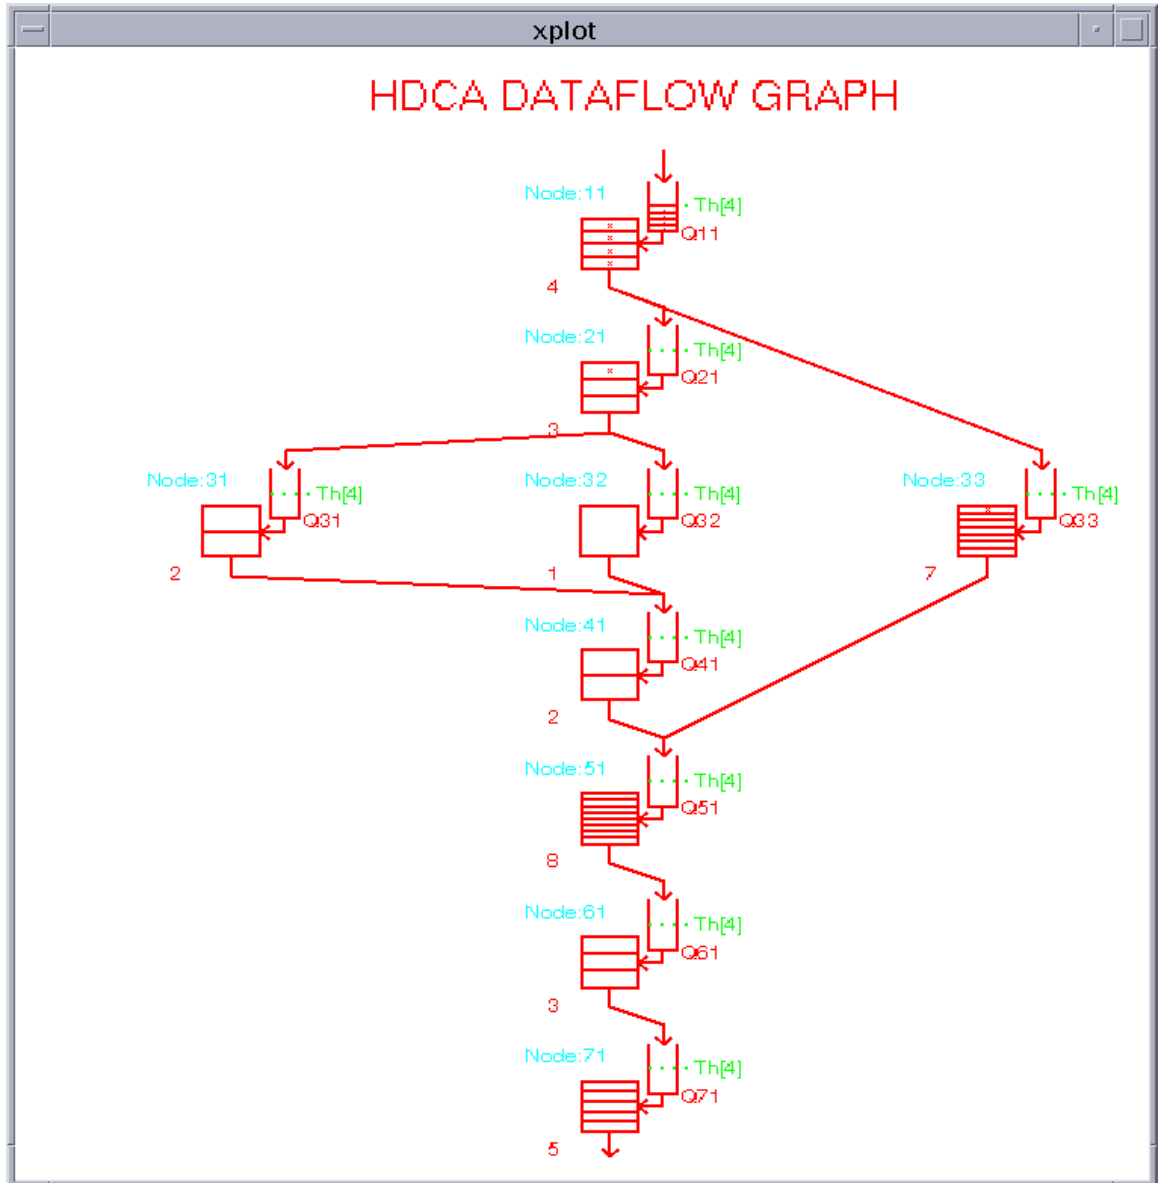 xplot
HDCA DATAFLOW GRAPH
Node:11
Th[4]
Q11
4
Node:21
Th[4]
Q21
3
Node:31
Th[4]
Q31
2
Node:32
Th[4]
Q32
1
Node:33
Th[4]
Q33
7
Node:41
Th[4]
Q41
2
Node:51
Th[4]
Q51
8
Node:61
Th[4]
Q61
3
Node:71
Th[4]
Q71
5